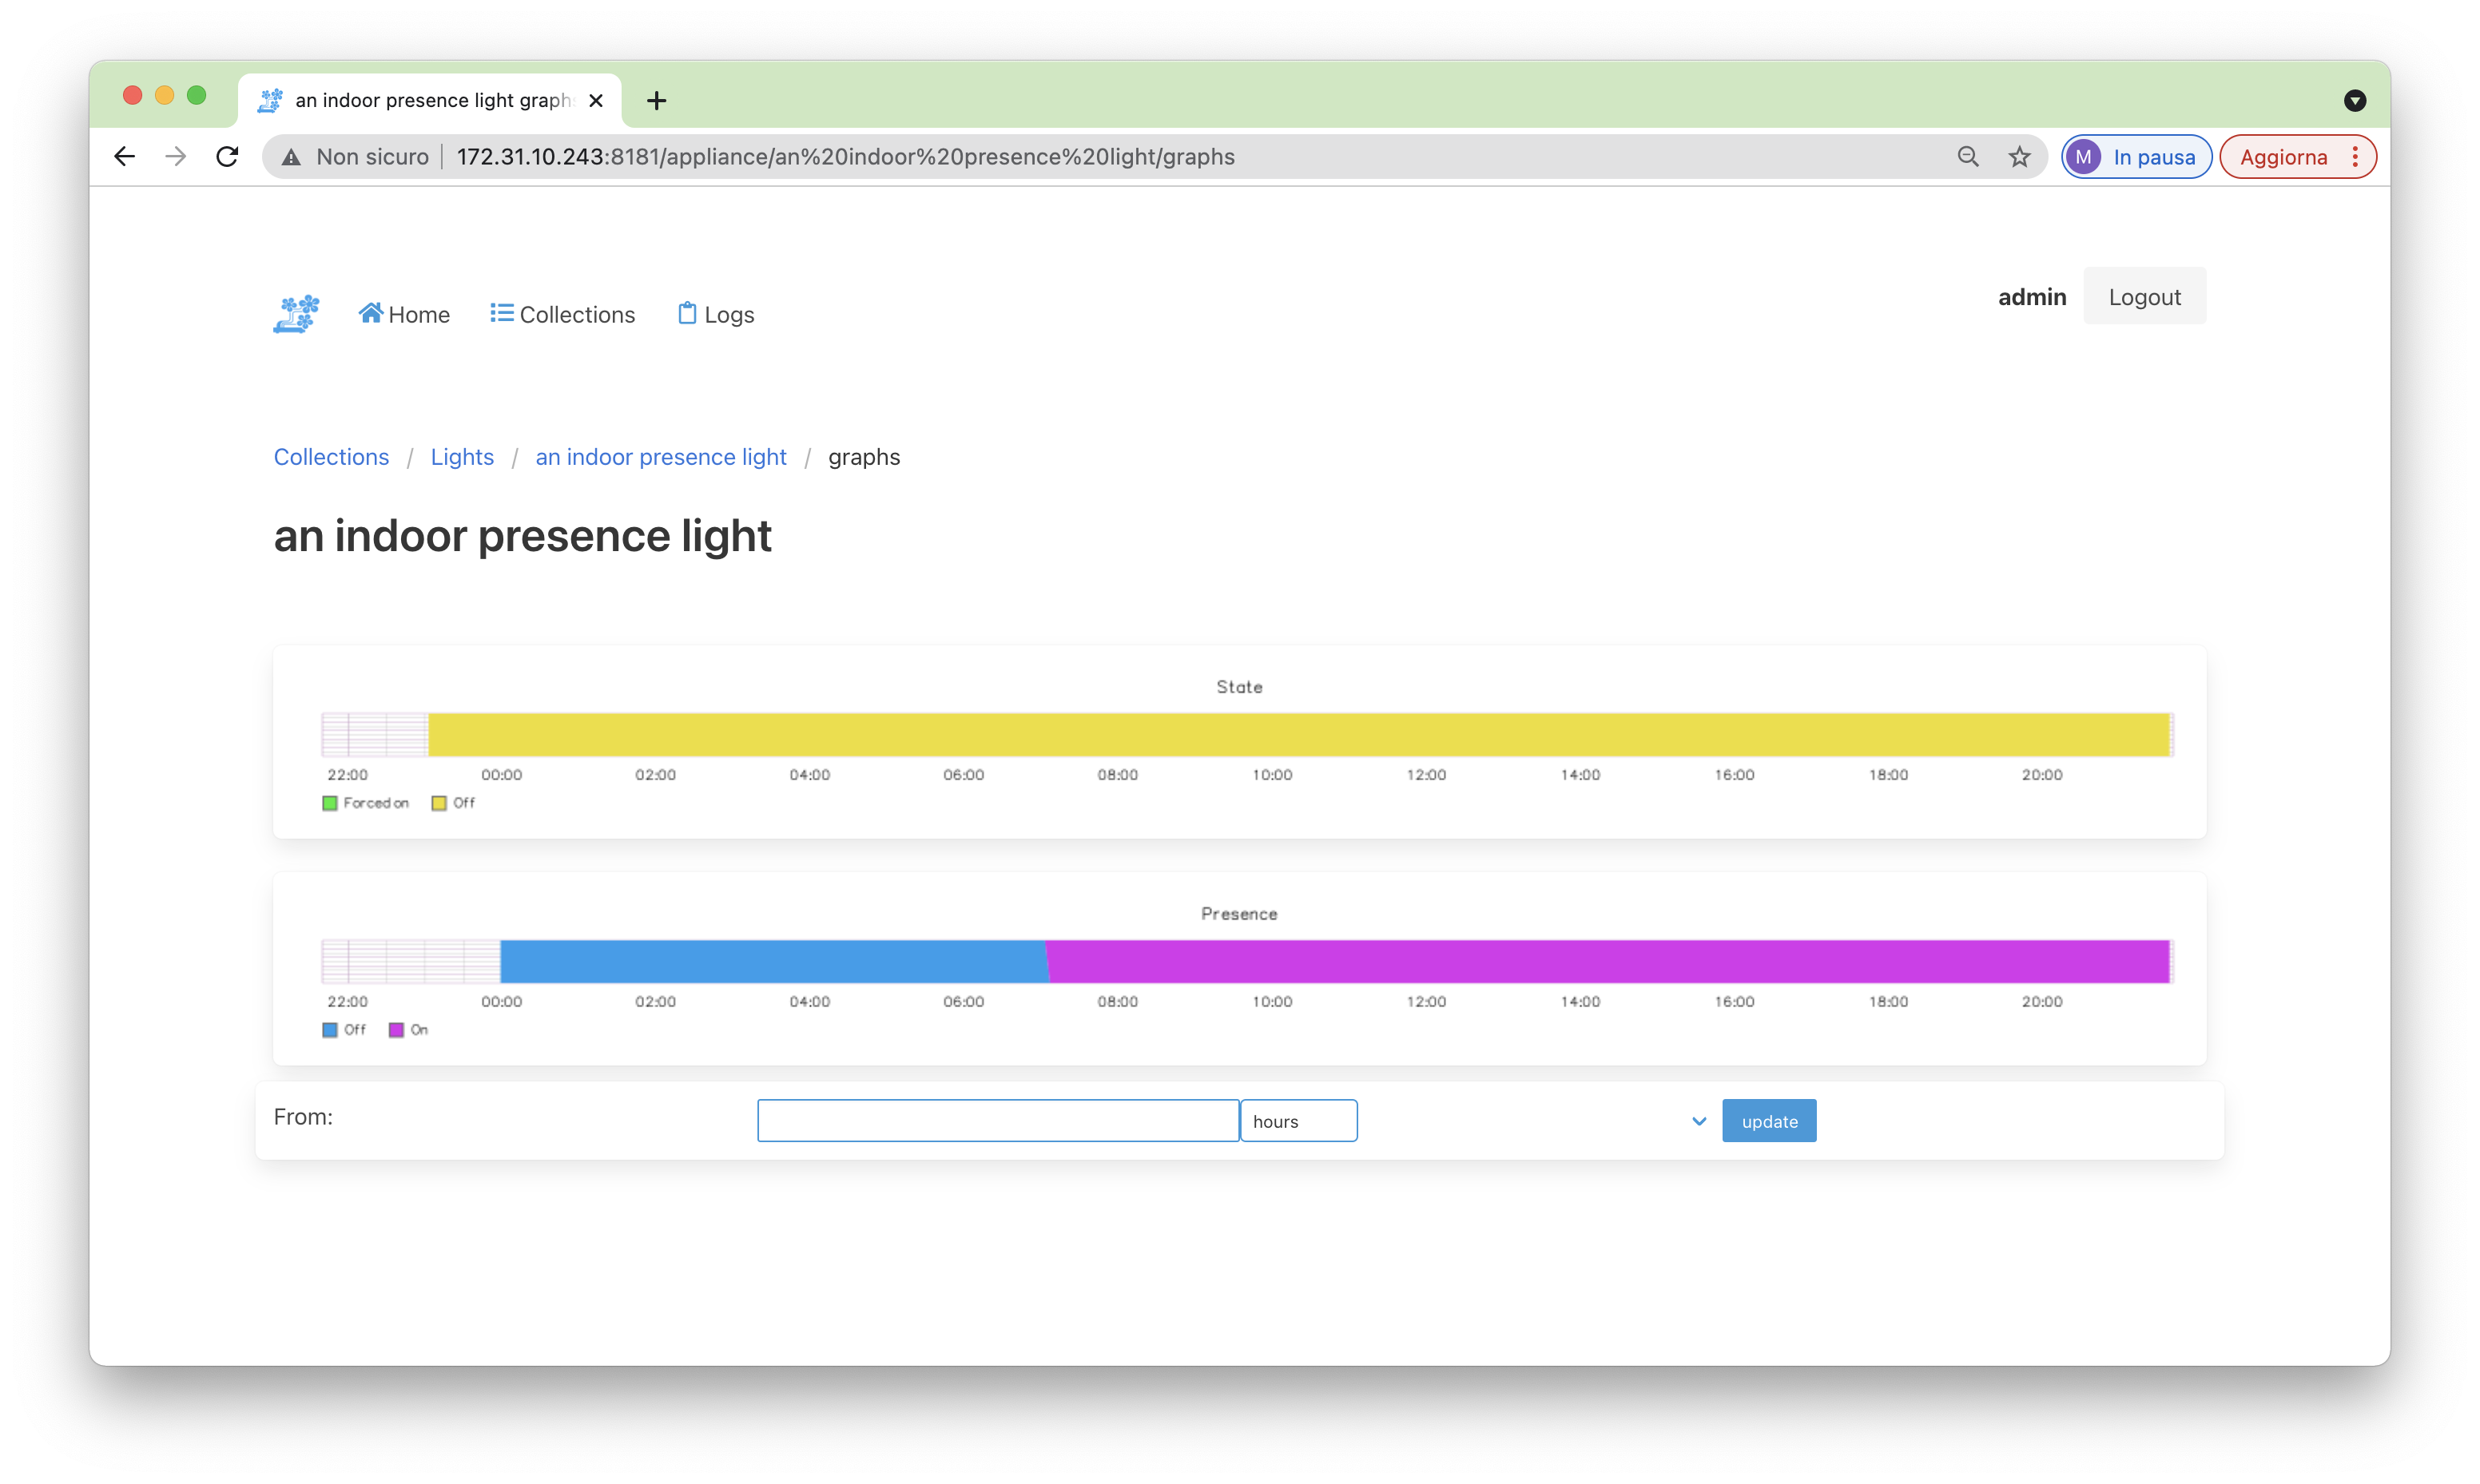 an indoor presence light graph
Non sicuro 172.31.10.243:8181/appliance/an%20indoor%20presence%20light/graphs
M In pausa Aggiorna
Home Collections Logs admin Logout
Collections / Lights / an indoor presence light / graphs
an indoor presence light
State
22:00 00:00 02:00 04:00 06:00 08:00 10:00 12:00 14:00 16:00 18:00 20:00
Forced on Off
Presence
22:00 00:00 02:00 04:00 06:00 08:00 10:00 12:00 14:00 16:00 18:00 20:00
Off On
From: hours update